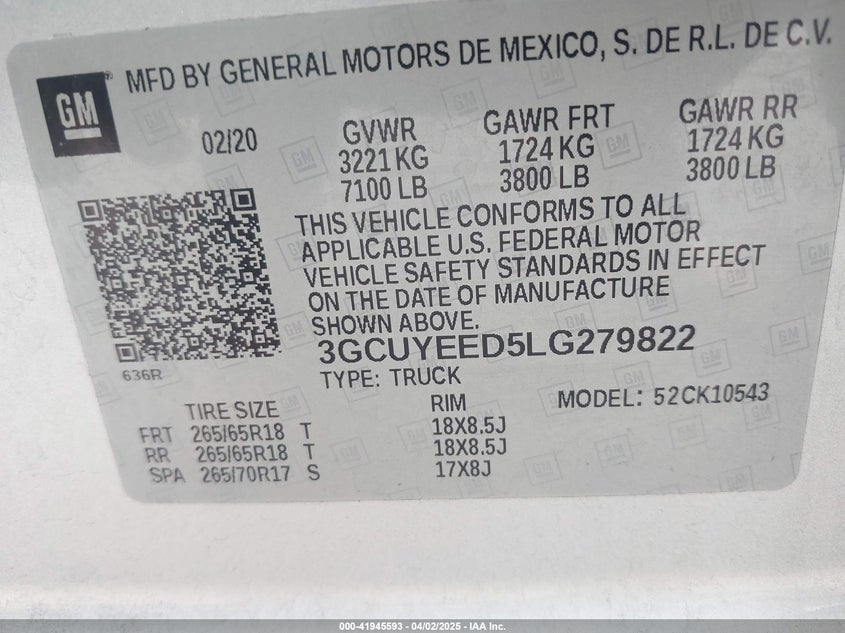 GM
MFD BY GENERAL MOTORS DE MEXICO, S. DE R.L. DE C.V.
02/20
GVWR
3221 KG
7100 LB
GAWR FRT
1724 KG
3800 LB
GAWR RR
1724 KG
3800 LB
THIS VEHICLE CONFORMS TO ALL
APPLICABLE U.S. FEDERAL MOTOR
VEHICLE SAFETY STANDARDS IN EFFECT
ON THE DATE OF MANUFACTURE
SHOWN ABOVE.
3GCUYEED5LG279822
636R
TYPE: TRUCK
MODEL: 52CK10543
TIRE SIZE RIM
FRT 265/65R18 T 18X8.5J
RR 265/65R18 T 18X8.5J
SPA 265/70R17 S 17X8J
000-41945593 - 04/02/2025 - IAA Inc.